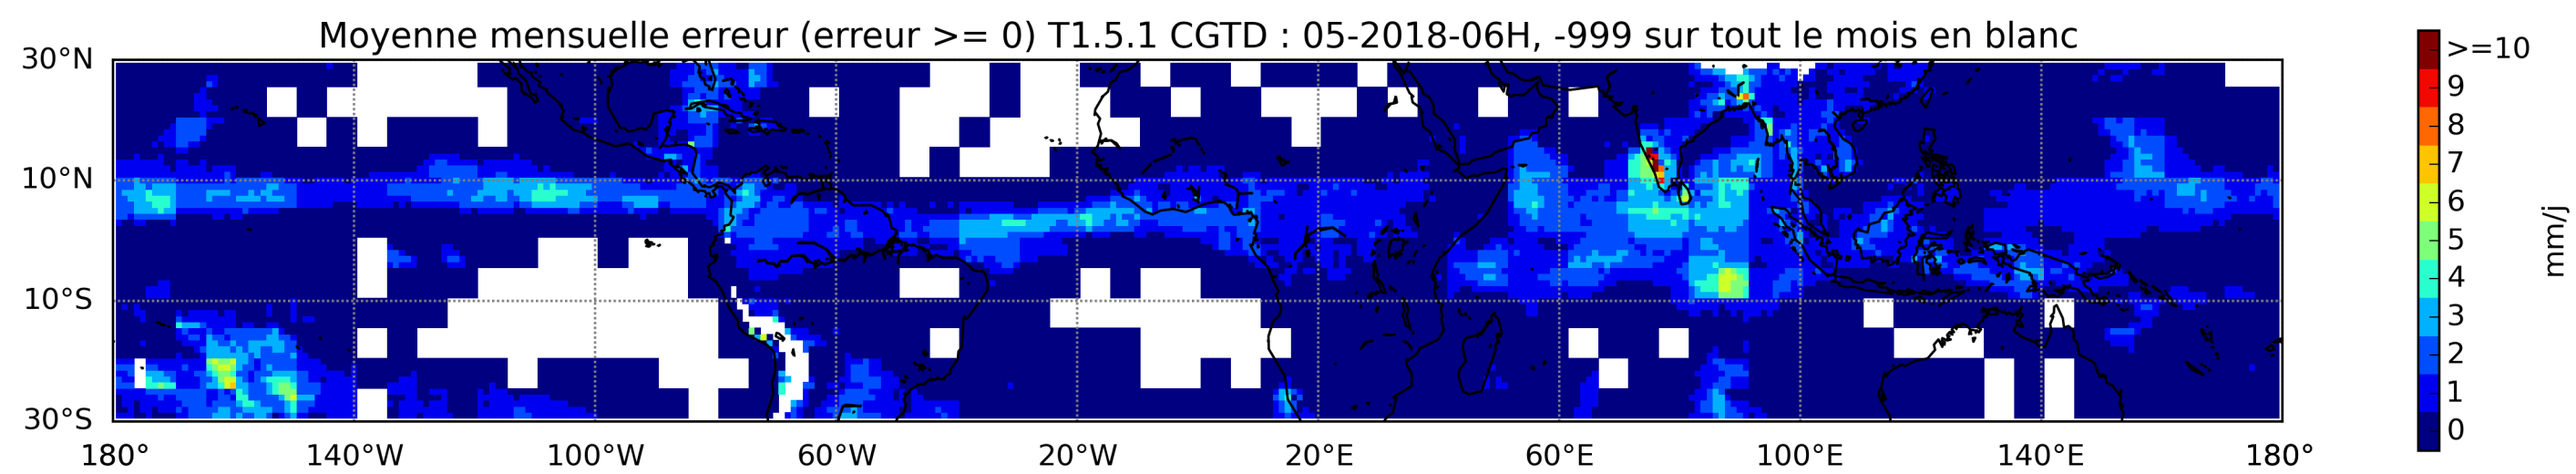 Moyenne mensuelle erreur (erreur >= 0) T1.5.1 CGTD : 05-2018-06H, -999 sur tout le mois en blanc
30°N
10°N
10°S
30°S
180° 140°W 100°W 60°W 20°W 20°E 60°E 100°E 140°E 180°
>=10
9
8
7
6
5
4
3
2
1
0
mm/j